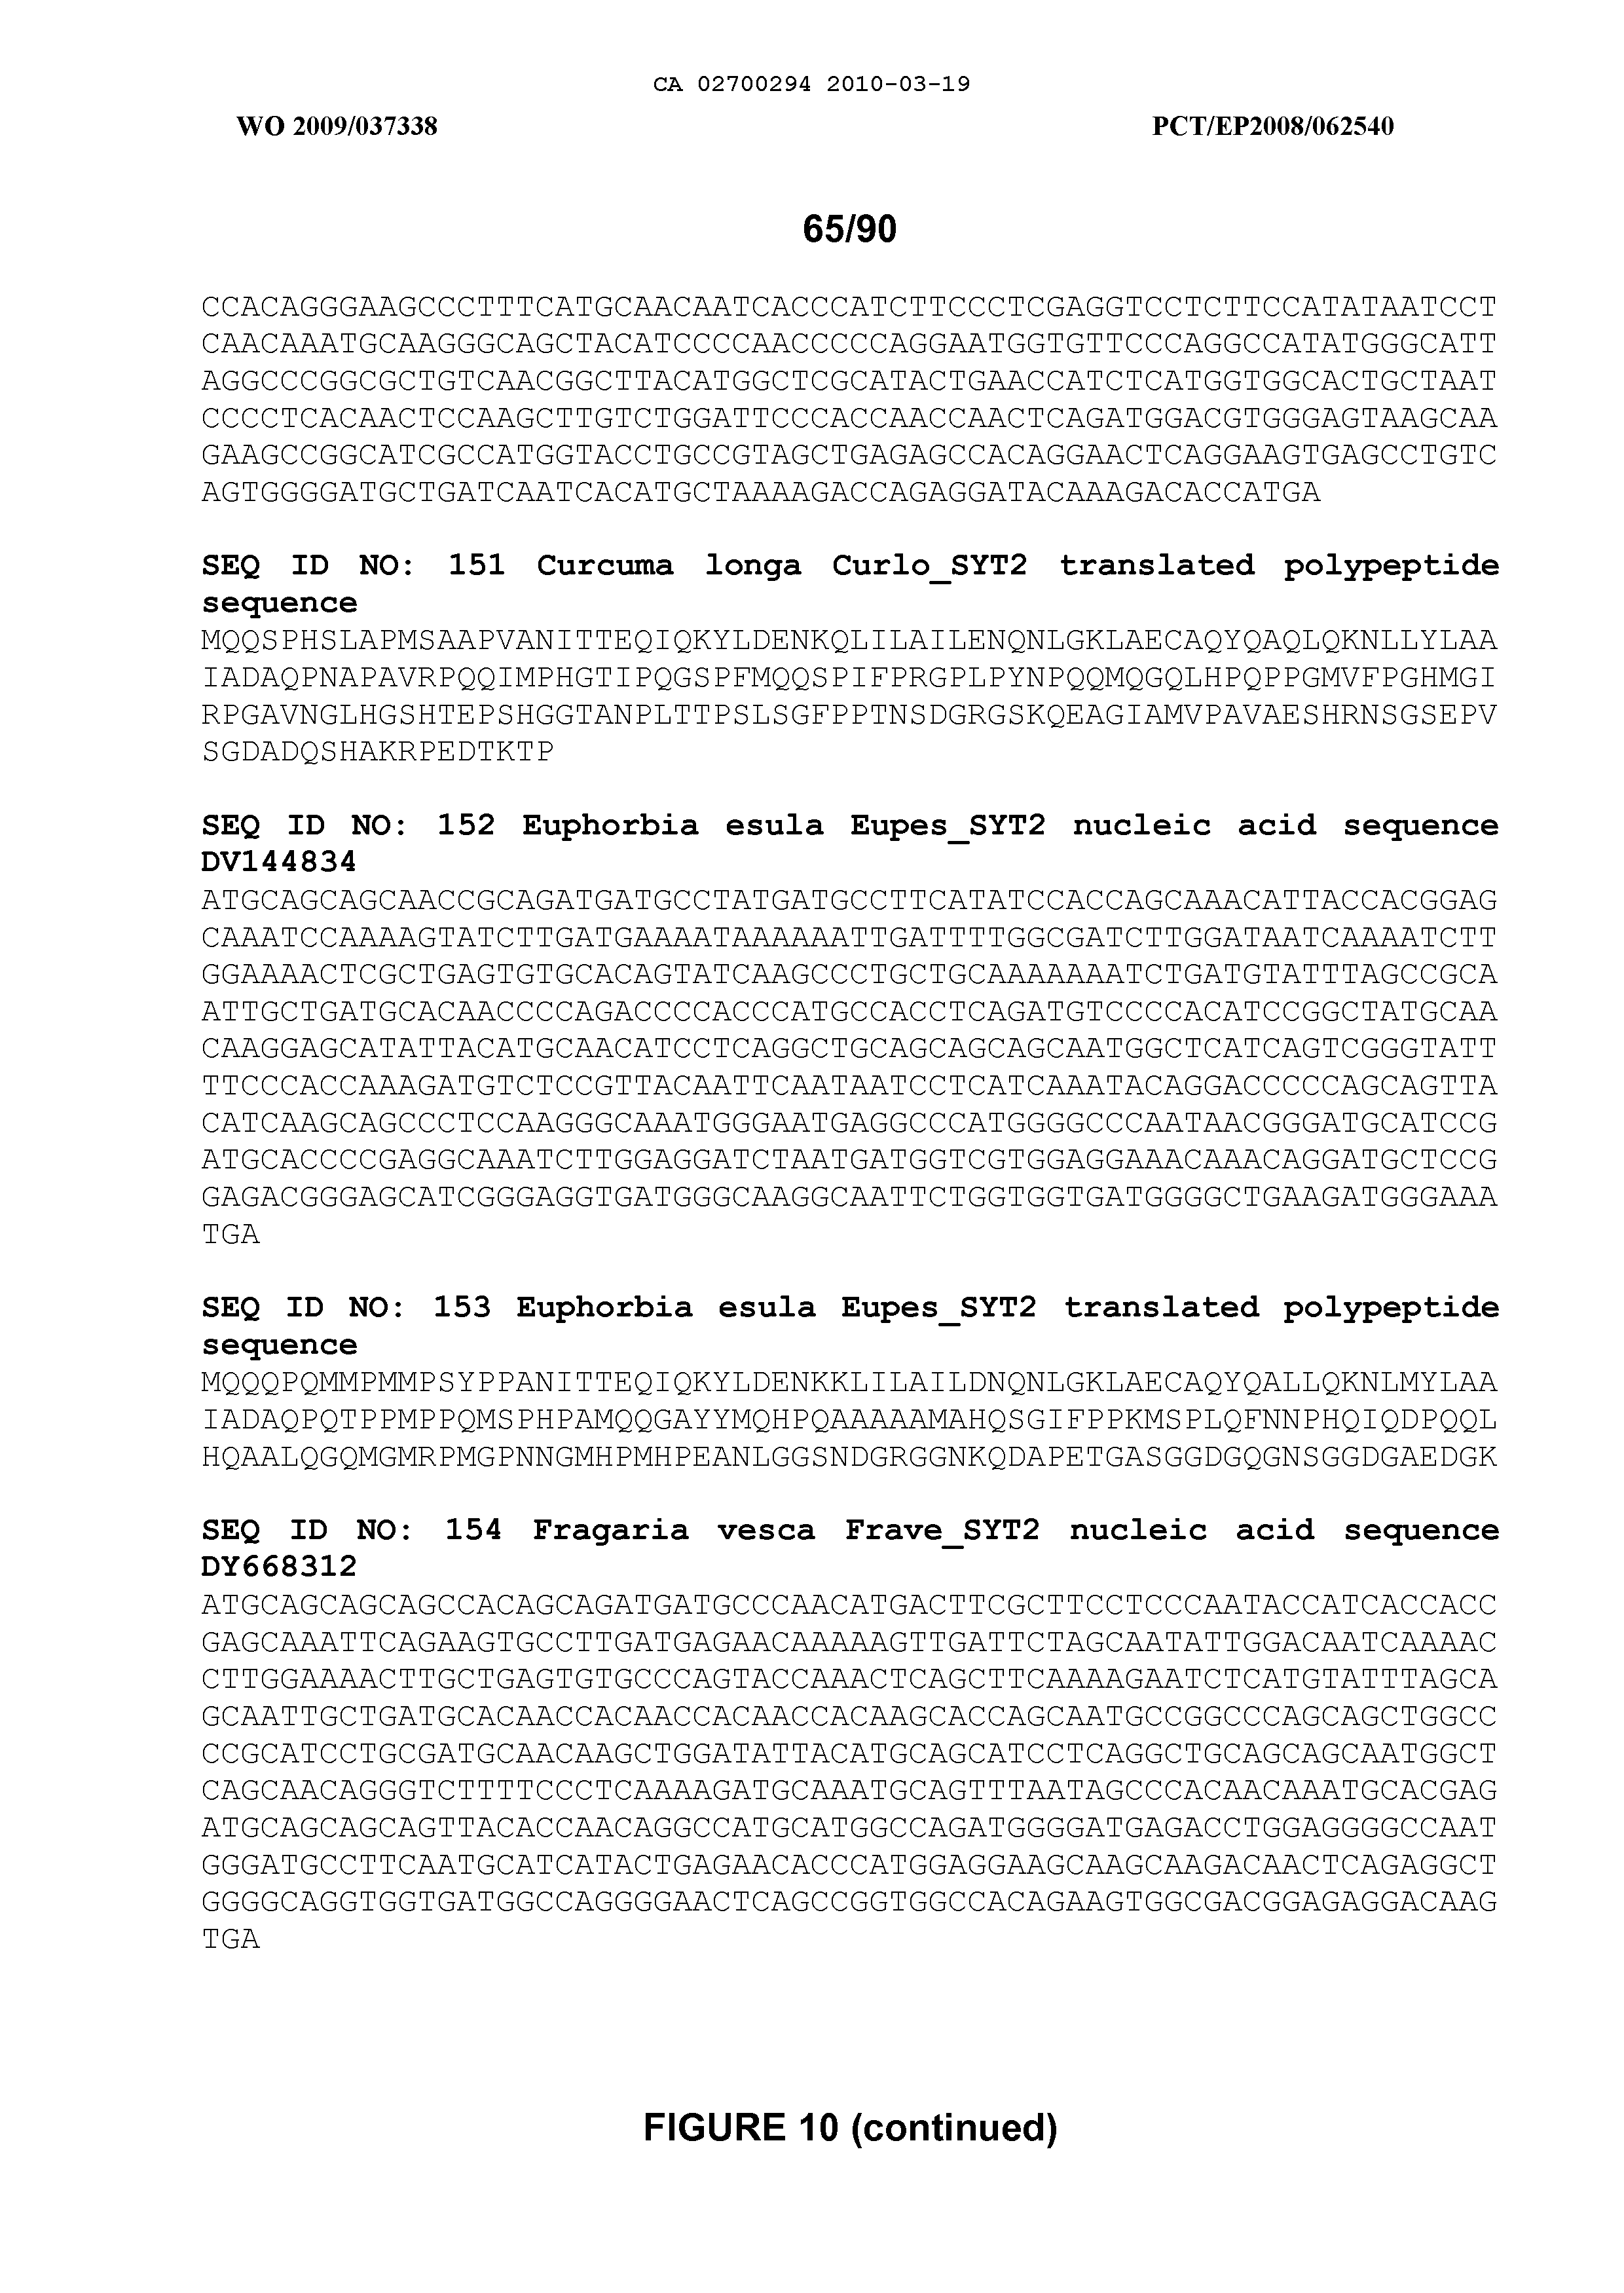 CA 02700294 2010-03-19
WO 2009/037338 PCT/EP2008/062540
65/90
CCACAGGGAAGCCCTTTCATGCAACAATCACCCATCTTCCCTCGAGGTCCTCTTCCATATAATCCT
CAACAAATGCAAGGGCAGCTACATCCCCAACCCCCAGGAATGGTGTTCCCAGGCCATATGGGCATT
AGGCCCGGCGCTGTCAACGGCTTACATGGCTCGCATACTGAACCATCTCATGGTGGCACTGCTAAT
CCCCTCACAACTCCAAGCTTGTCTGGATTCCCACCAACCAACTCAGATGGACGTGGGAGTAAGCAA
GAAGCCGGCATCGCCATGGTACCTGCCGTAGCTGAGAGCCACAGGAACTCAGGAAGTGAGCCTGTC
AGTGGGGATGCTGATCAATCACATGCTAAAAGACCAGAGGATACAAAGACACCATGA
SEQ ID NO: 151 Curcuma longa Curlo_SYT2 translated polypeptide
sequence
MQQSPHSLAPMSAAPVANITTEQIQKYLDENKQLILAILENQNLGKLAECAQYQAQLQKNLLYLAA
IADAQPNAPAVRPQQIMPHGTIPQGSPFMQQSPIFPRGPLPYNPQQMQGQLHPQPPGMVFPGHMGI
RPGAVNGLHGSHTEPSHGGTANPLTTPSLSGFPPTNSDGRGSKQEAGIAMVPAVAESHRNSGSEPV
SGDADQSHAKRPEDTKTP
SEQ ID NO: 152 Euphorbia esula Eupes_SYT2 nucleic acid sequence
DV144834
ATGCAGCAGCAACCGCAGATGATGCCTATGATGCCTTCATATCCACCAGCAAACATTACCACGGAG
CAAATCCAAAAGTATCTTGATGAAAATAAAAAATTGATTTTGGCGATCTTGGATAATCAAAATCTT
GGAAAACTCGCTGAGTGTGCACAGTATCAAGCCCTGCTGCAAAAAAATCTGATGTATTTAGCCGCA
ATTGCTGATGCACAACCCCAGACCCCACCCATGCCACCTCAGATGTCCCCACATCCGGCTATGCAA
CAAGGAGCATATTACATGCAACATCCTCAGGCTGCAGCAGCAGCAATGGCTCATCAGTCGGGTATT
TTCCCACCAAAGATGTCTCCGTTACAATTCAATAATCCTCATCAAATACAGGACCCCCAGCAGTTA
CATCAAGCAGCCCTCCAAGGGCAAATGGGAATGAGGCCCATGGGGCCCAATAACGGGATGCATCCG
ATGCACCCCGAGGCAAATCTTGGAGGATCTAATGATGGTCGTGGAGGAAACAAACAGGATGCTCCG
GAGACGGGAGCATCGGGAGGTGATGGGCAAGGCAATTCTGGTGGTGATGGGGCTGAAGATGGGAAA
TGA
SEQ ID NO: 153 Euphorbia esula Eupes_SYT2 translated polypeptide
sequence
MQQQPQMMPMMPSYPPANITTEQIQKYLDENKKLILAILDNQNLGKLAECAQYQALLQKNLMYLAA
IADAQPQTPPMPPQMSPHPAMQQGAYYMQHPQAAAAAMAHQSGIFPPKMSPLQFNNPHQIQDPQQL
HQAALQGQMGMRPMGPNNGMHPMHPEANLGGSNDGRGGNKQDAPETGASGGDGQGNSGGDGAEDGK
SEQ ID NO: 154 Fragaria vesca Frave_SYT2 nucleic acid sequence
DY668312
ATGCAGCAGCAGCCACAGCAGATGATGCCCAACATGACTTCGCTTCCTCCCAATACCATCACCACC
GAGCAAATTCAGAAGTGCCTTGATGAGAACAAAAAGTTGATTCTAGCAATATTGGACAATCAAAAC
CTTGGAAAACTTGCTGAGTGTGCCCAGTACCAAACTCAGCTTCAAAAGAATCTCATGTATTTAGCA
GCAATTGCTGATGCACAACCACAACCACAACCACAAGCACCAGCAATGCCGGCCCAGCAGCTGGCC
CCGCATCCTGCGATGCAACAAGCTGGATATTACATGCAGCATCCTCAGGCTGCAGCAGCAATGGCT
CAGCAACAGGGTCTTTTCCCTCAAAAGATGCAAATGCAGTTTAATAGCCCACAACAAATGCACGAG
ATGCAGCAGCAGTTACACCAACAGGCCATGCATGGCCAGATGGGGATGAGACCTGGAGGGGCCAAT
GGGATGCCTTCAATGCATCATACTGAGAACACCCATGGAGGAAGCAAGCAAGACAACTCAGAGGCT
GGGGCAGGTGGTGATGGCCAGGGGAACTCAGCCGGTGGCCACAGAAGTGGCGACGGAGAGGACAAG
TGA
FIGURE 10 (continued)